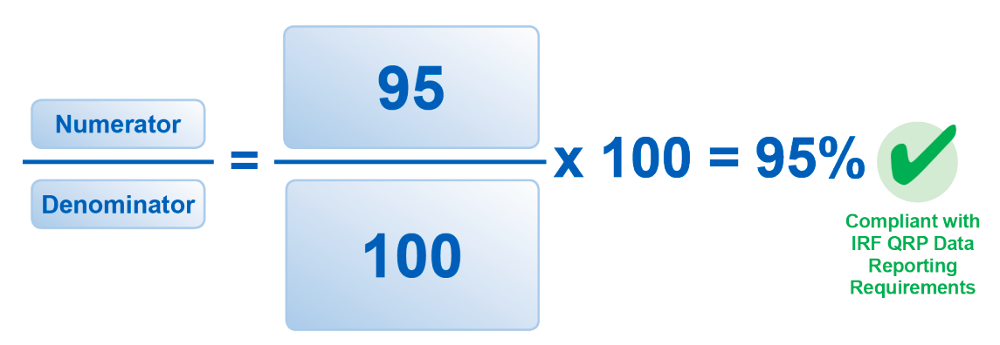 Numerator
Denominator
=
95
100
x 100 = 95%
Compliant with
IRF QRP Data
Reporting
Requirements